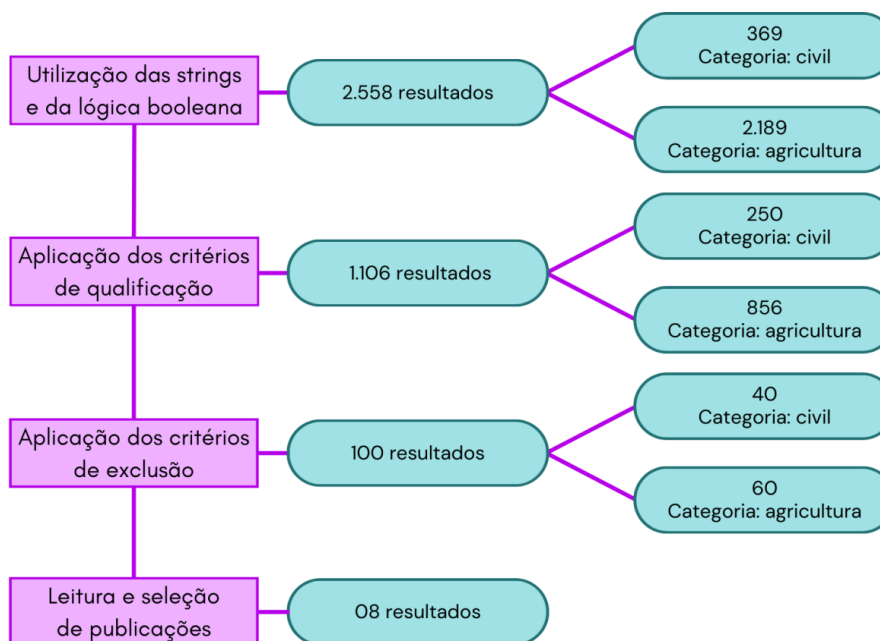 Utilização das strings
e da lógica booleana
2.558 resultados
369
Categoria: civil
2.189
Categoria: agricultura
Aplicação dos critérios
de qualificação
1.106 resultados
250
Categoria: civil
856
Categoria: agricultura
Aplicação dos critérios
de exclusão
100 resultados
40
Categoria: civil
60
Categoria: agricultura
Leitura e seleção
de publicações
08 resultados